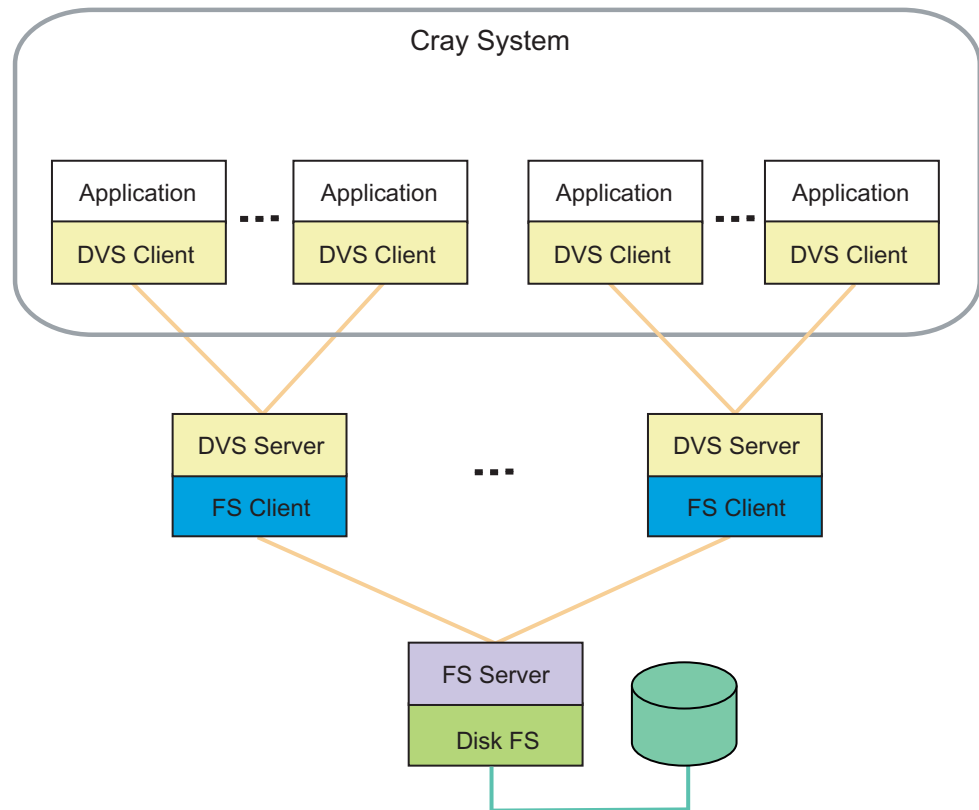 Cray System
Application
Application
Application
Application
DVS Client
DVS Client
DVS Client
DVS Client
DVS Server
DVS Server
FS Client
FS Client
FS Server
Disk FS